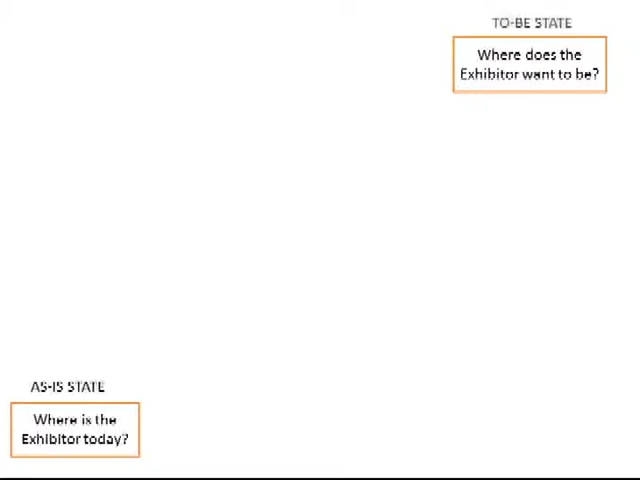 TO-BE STATE
Where does the
Exhibitor want to be?
AS-IS STATE
Where is the
Exhibitor today?